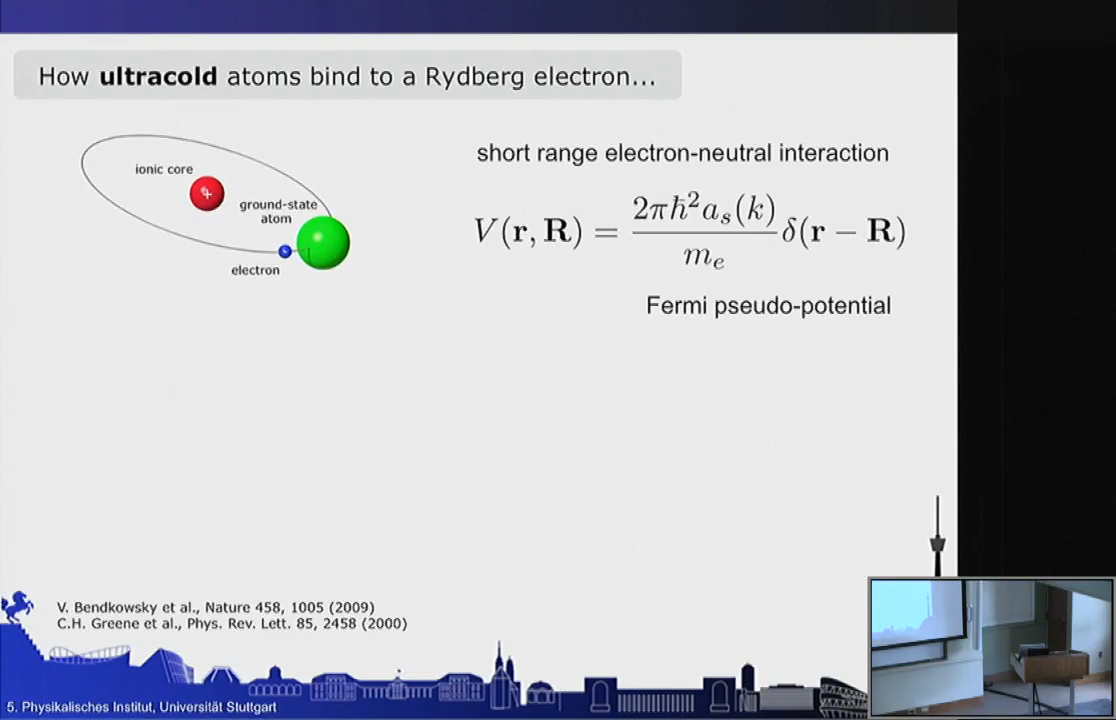 How ultracold atoms bind to a Rydberg electron...
ionic core
+
ground-state
atom
electron
short range electron-neutral interaction
V(r, R) = \frac{2πħ²a_s(k)}{m_e} δ(r − R)
Fermi pseudo-potential
V. Bendkowsky et al., Nature 458, 1005 (2009)
C.H. Greene et al., Phys. Rev. Lett. 85, 2458 (2000)
5. Physikalisches Institut, Universität Stuttgart